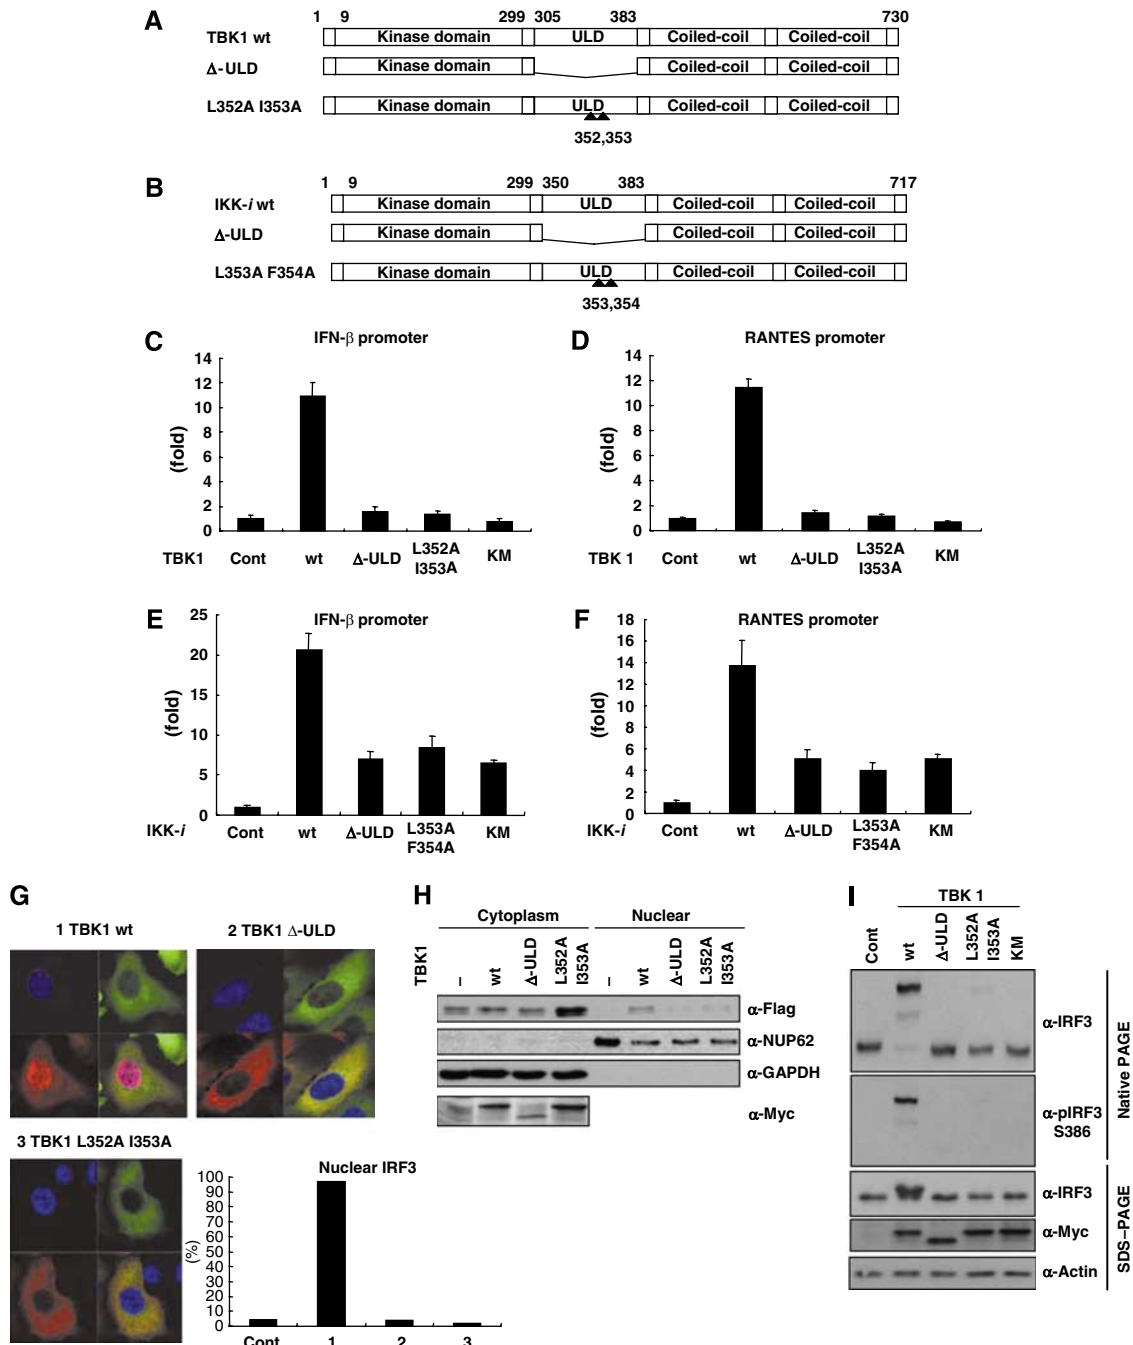 A
1 9 299 305 383 730
TBK1 wt Kinase domain ULD Coiled-coil Coiled-coil
Δ-ULD Kinase domain Coiled-coil Coiled-coil
L352A I353A Kinase domain ULD Coiled-coil Coiled-coil
352,353
B
1 9 299 350 383 717
IKK-i wt Kinase domain ULD Coiled-coil Coiled-coil
Δ-ULD Kinase domain Coiled-coil Coiled-coil
L353A F354A Kinase domain ULD Coiled-coil Coiled-coil
353,354
C
IFN-β promoter
14
12
10
8
6
4
2
0
(fold)
TBK1 Cont wt Δ-ULD L352A I353A KM
D
RANTES promoter
14
12
10
8
6
4
2
0
(fold)
TBK 1 Cont wt Δ-ULD L352A I353A KM
E
IFN-β promoter
25
20
15
10
5
0
(fold)
IKK-i Cont wt Δ-ULD L353A F354A KM
F
RANTES promoter
18
16
14
12
10
8
6
4
2
0
(fold)
IKK-i Cont wt Δ-ULD L353A F354A KM
G
1 TBK1 wt
2 TBK1 Δ-ULD
3 TBK1 L352A I353A
Nuclear IRF3
100
90
80
70
60
50
40
30
20
10
0
(%)
Cont 1 2 3
H
Cytoplasm Nuclear
TBK1 – wt Δ-ULD L352A I353A – wt Δ-ULD L352A I353A
α-Flag
α-NUP62
α-GAPDH
α-Myc
I
TBK 1
Cont wt Δ-ULD L352A I353A KM
α-IRF3
α-pIRF3
S386
Native PAGE
α-IRF3
α-Myc
α-Actin
SDS–PAGE